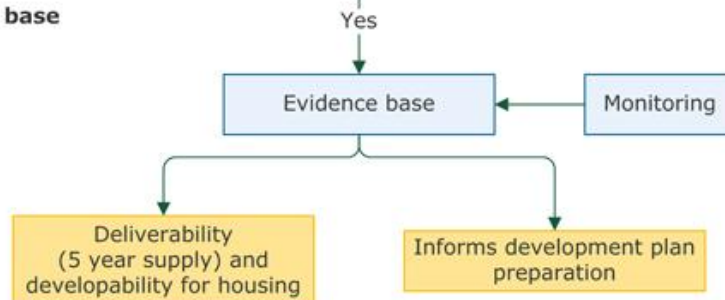 base
Yes
Evidence base
Monitoring
Deliverability
(5 year supply) and
developability for housing
Informs development plan
preparation